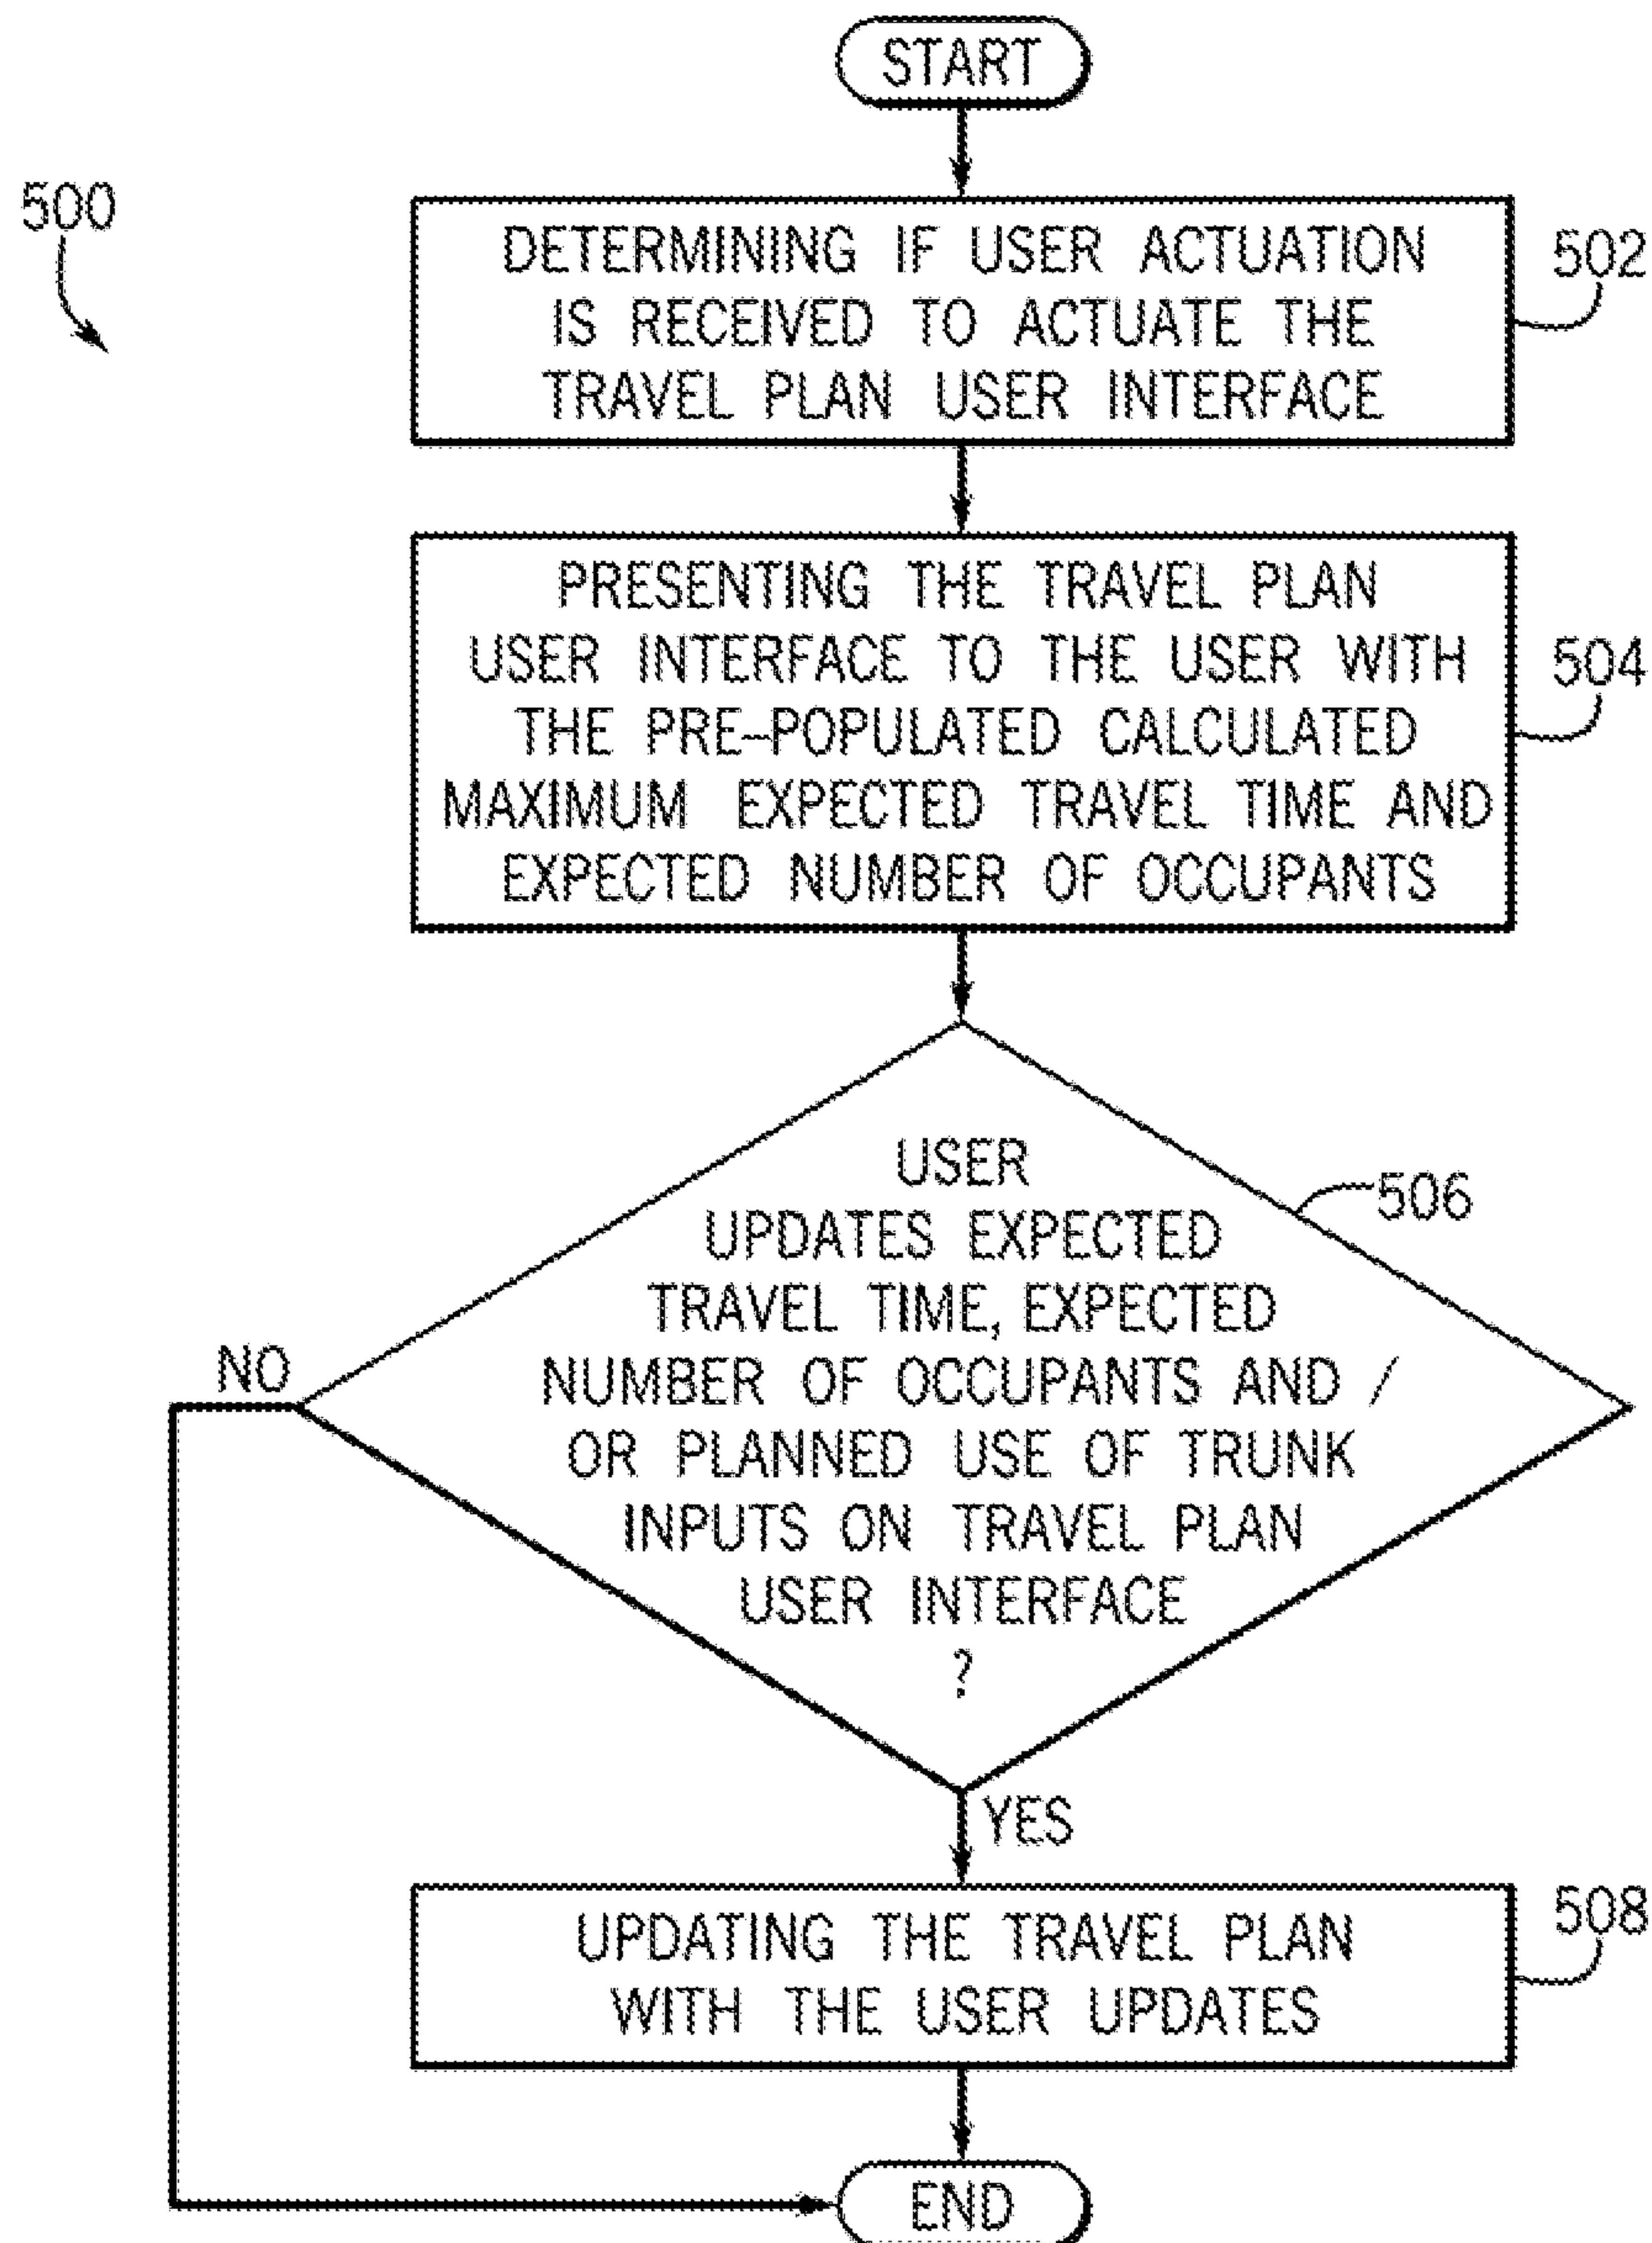 START
500
DETERMINING IF USER ACTUATION
IS RECEIVED TO ACTUATE THE
TRAVEL PLAN USER INTERFACE
502
PRESENTING THE TRAVEL PLAN
USER INTERFACE TO THE USER WITH
THE PRE-POPULATED CALCULATED
MAXIMUM EXPECTED TRAVEL TIME AND
EXPECTED NUMBER OF OCCUPANTS
504
USER
UPDATES EXPECTED
TRAVEL TIME, EXPECTED
NUMBER OF OCCUPANTS AND /
OR PLANNED USE OF TRUNK
INPUTS ON TRAVEL PLAN
USER INTERFACE
?
506
NO
YES
UPDATING THE TRAVEL PLAN
WITH THE USER UPDATES
508
END